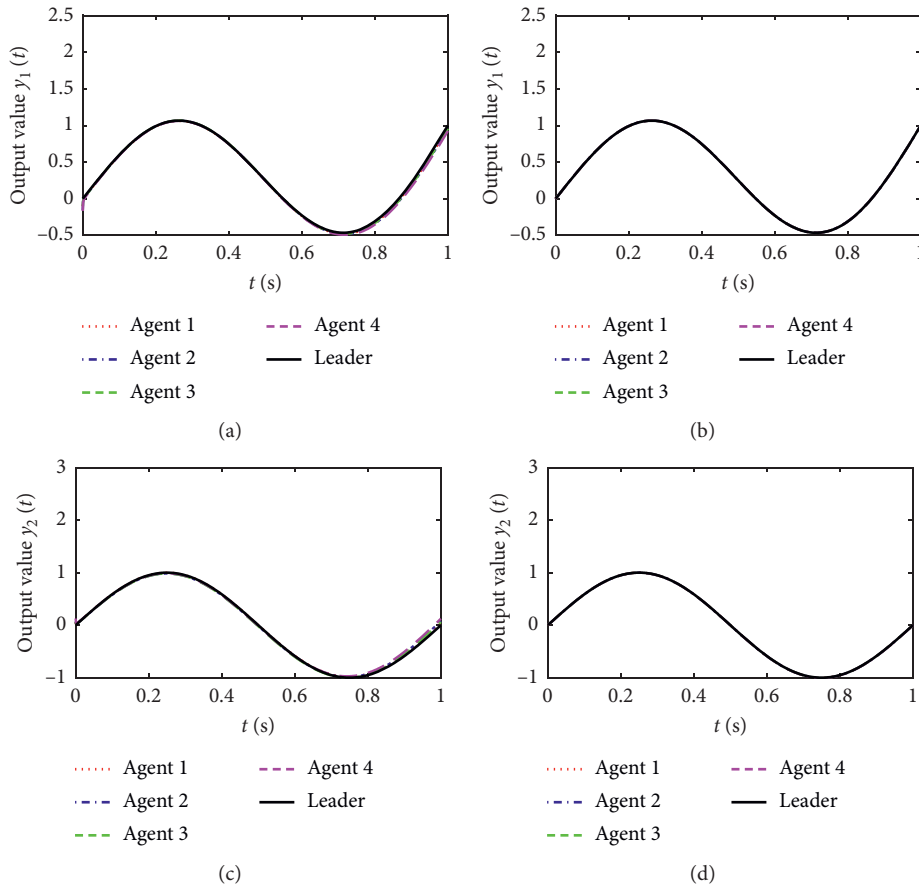 2.5
2
1.5
1
0.5
0
−0.5
Output value y₁ (t)
0 0.2 0.4 0.6 0.8 1
t (s)
Agent 1
Agent 2
Agent 3
Agent 4
Leader
(a)
2.5
2
1.5
1
0.5
0
−0.5
Output value y₁ (t)
0 0.2 0.4 0.6 0.8 1
t (s)
Agent 1
Agent 2
Agent 3
Agent 4
Leader
(b)
3
2
1
0
−1
Output value y₂ (t)
0 0.2 0.4 0.6 0.8 1
t (s)
Agent 1
Agent 2
Agent 3
Agent 4
Leader
(c)
3
2
1
0
−1
Output value y₂ (t)
0 0.2 0.4 0.6 0.8 1
t (s)
Agent 1
Agent 2
Agent 3
Agent 4
Leader
(d)